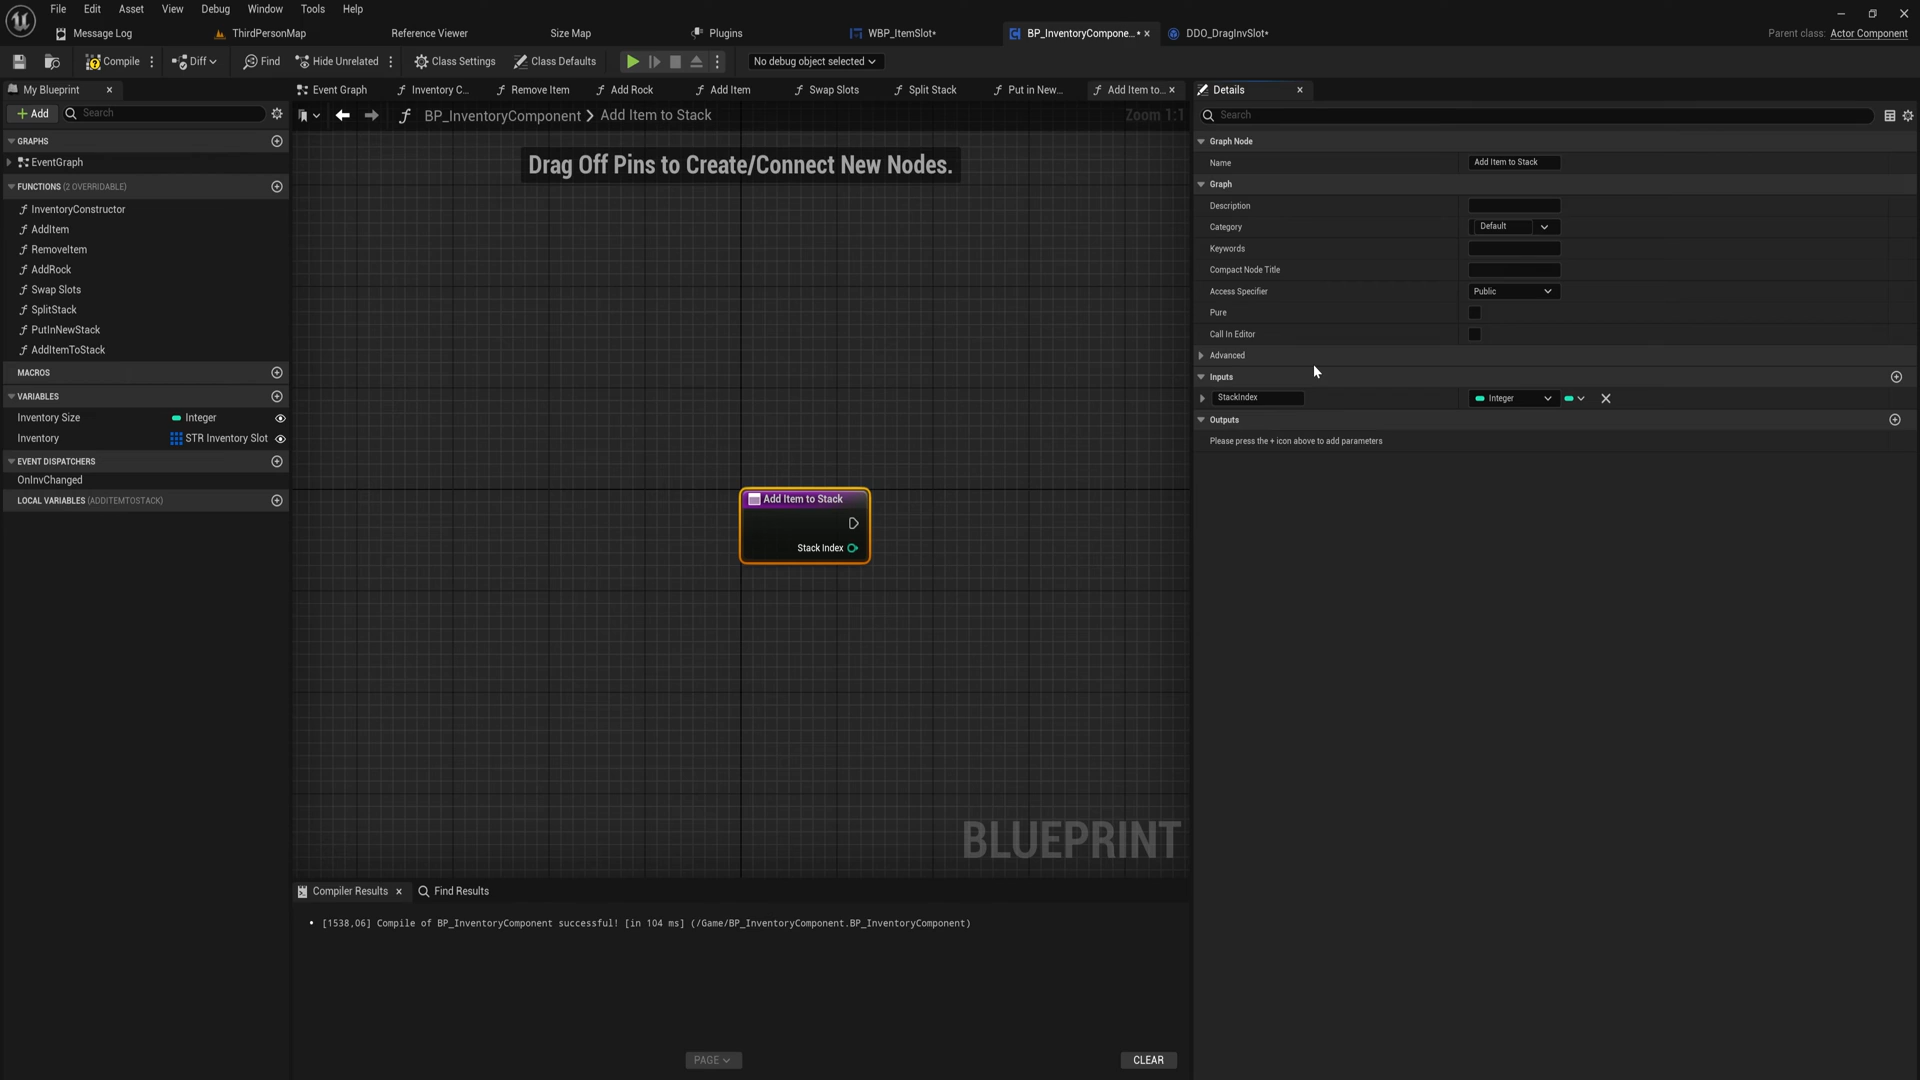 File Edit Asset View Debug Window Tools Help
Message Log ThirdPersonMap Reference Viewer Size Map Plugins WBP_ItemSlot* BP_InventoryCompone...* DDO_DragInvSlot* Parent class: Actor Component
Compile Diff Find Hide Unrelated Class Settings Class Defaults No debug object selected
My Blueprint
Event Graph Inventory C... Remove Item Add Rock Add Item Swap Slots Split Stack Put in New... Add Item to...
Details
Add Search
BP_InventoryComponent > Add Item to Stack Zoom 1:1
Search
GRAPHS
EventGraph
FUNCTIONS (2 OVERRIDABLE)
InventoryConstructor
AddItem
RemoveItem
AddRock
Swap Slots
SplitStack
PutInNewStack
AddItemToStack
MACROS
VARIABLES
Inventory Size Integer
Inventory STR Inventory Slot
EVENT DISPATCHERS
OnInvChanged
LOCAL VARIABLES (ADDITEMTOSTACK)
Drag Off Pins to Create/Connect New Nodes.
Add Item to Stack
Stack Index
BLUEPRINT
Graph Node
Name Add Item to Stack
Graph
Description
Category Default
Keywords
Compact Node Title
Access Specifier Public
Pure
Call In Editor
Advanced
Inputs
StackIndex Integer
Outputs
Please press the + icon above to add parameters
Compiler Results Find Results
[1538,06] Compile of BP_InventoryComponent successful! [in 104 ms] (/Game/BP_InventoryComponent.BP_InventoryComponent)
PAGE CLEAR